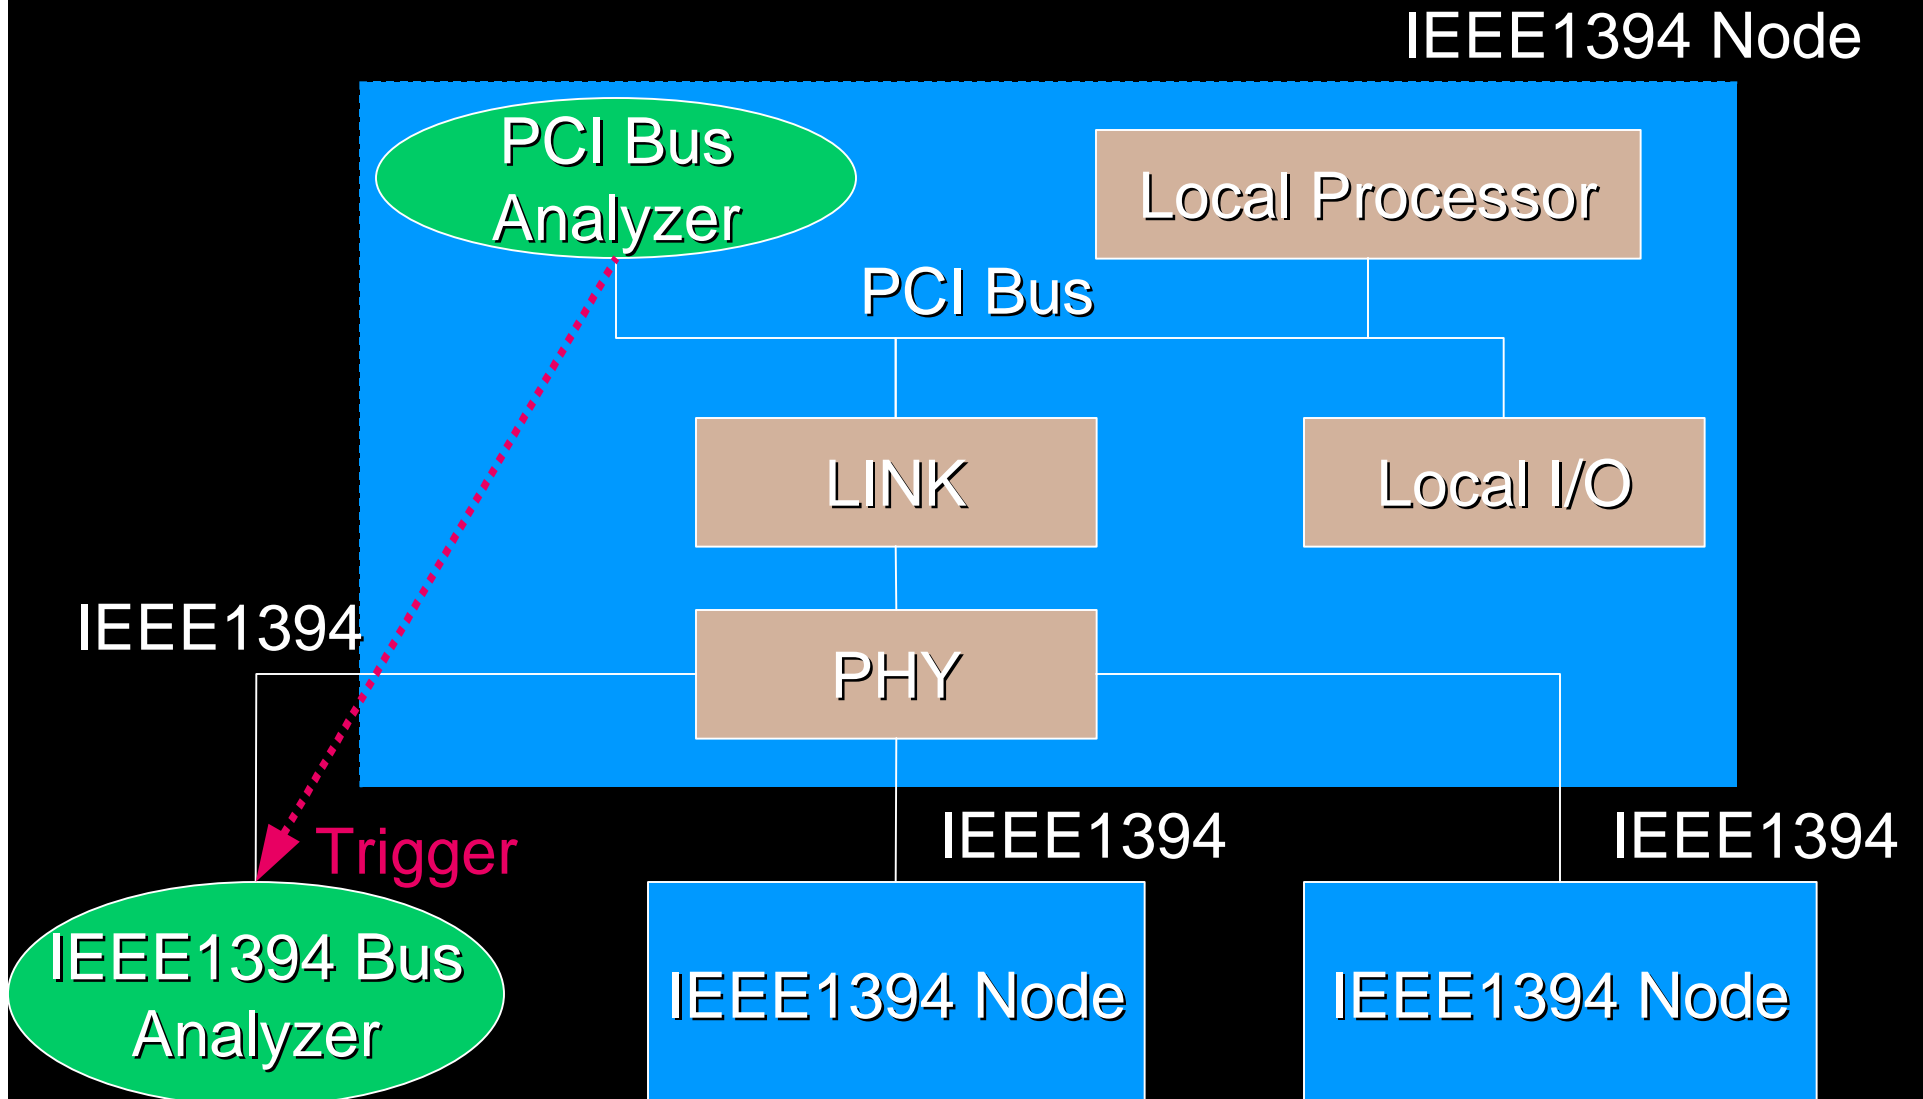 IEEE1394 Node
PCI Bus
Analyzer
Local Processor
PCI Bus
LINK
Local I/O
IEEE1394
PHY
IEEE1394
IEEE1394
Trigger
IEEE1394 Bus
Analyzer
IEEE1394 Node
IEEE1394 Node